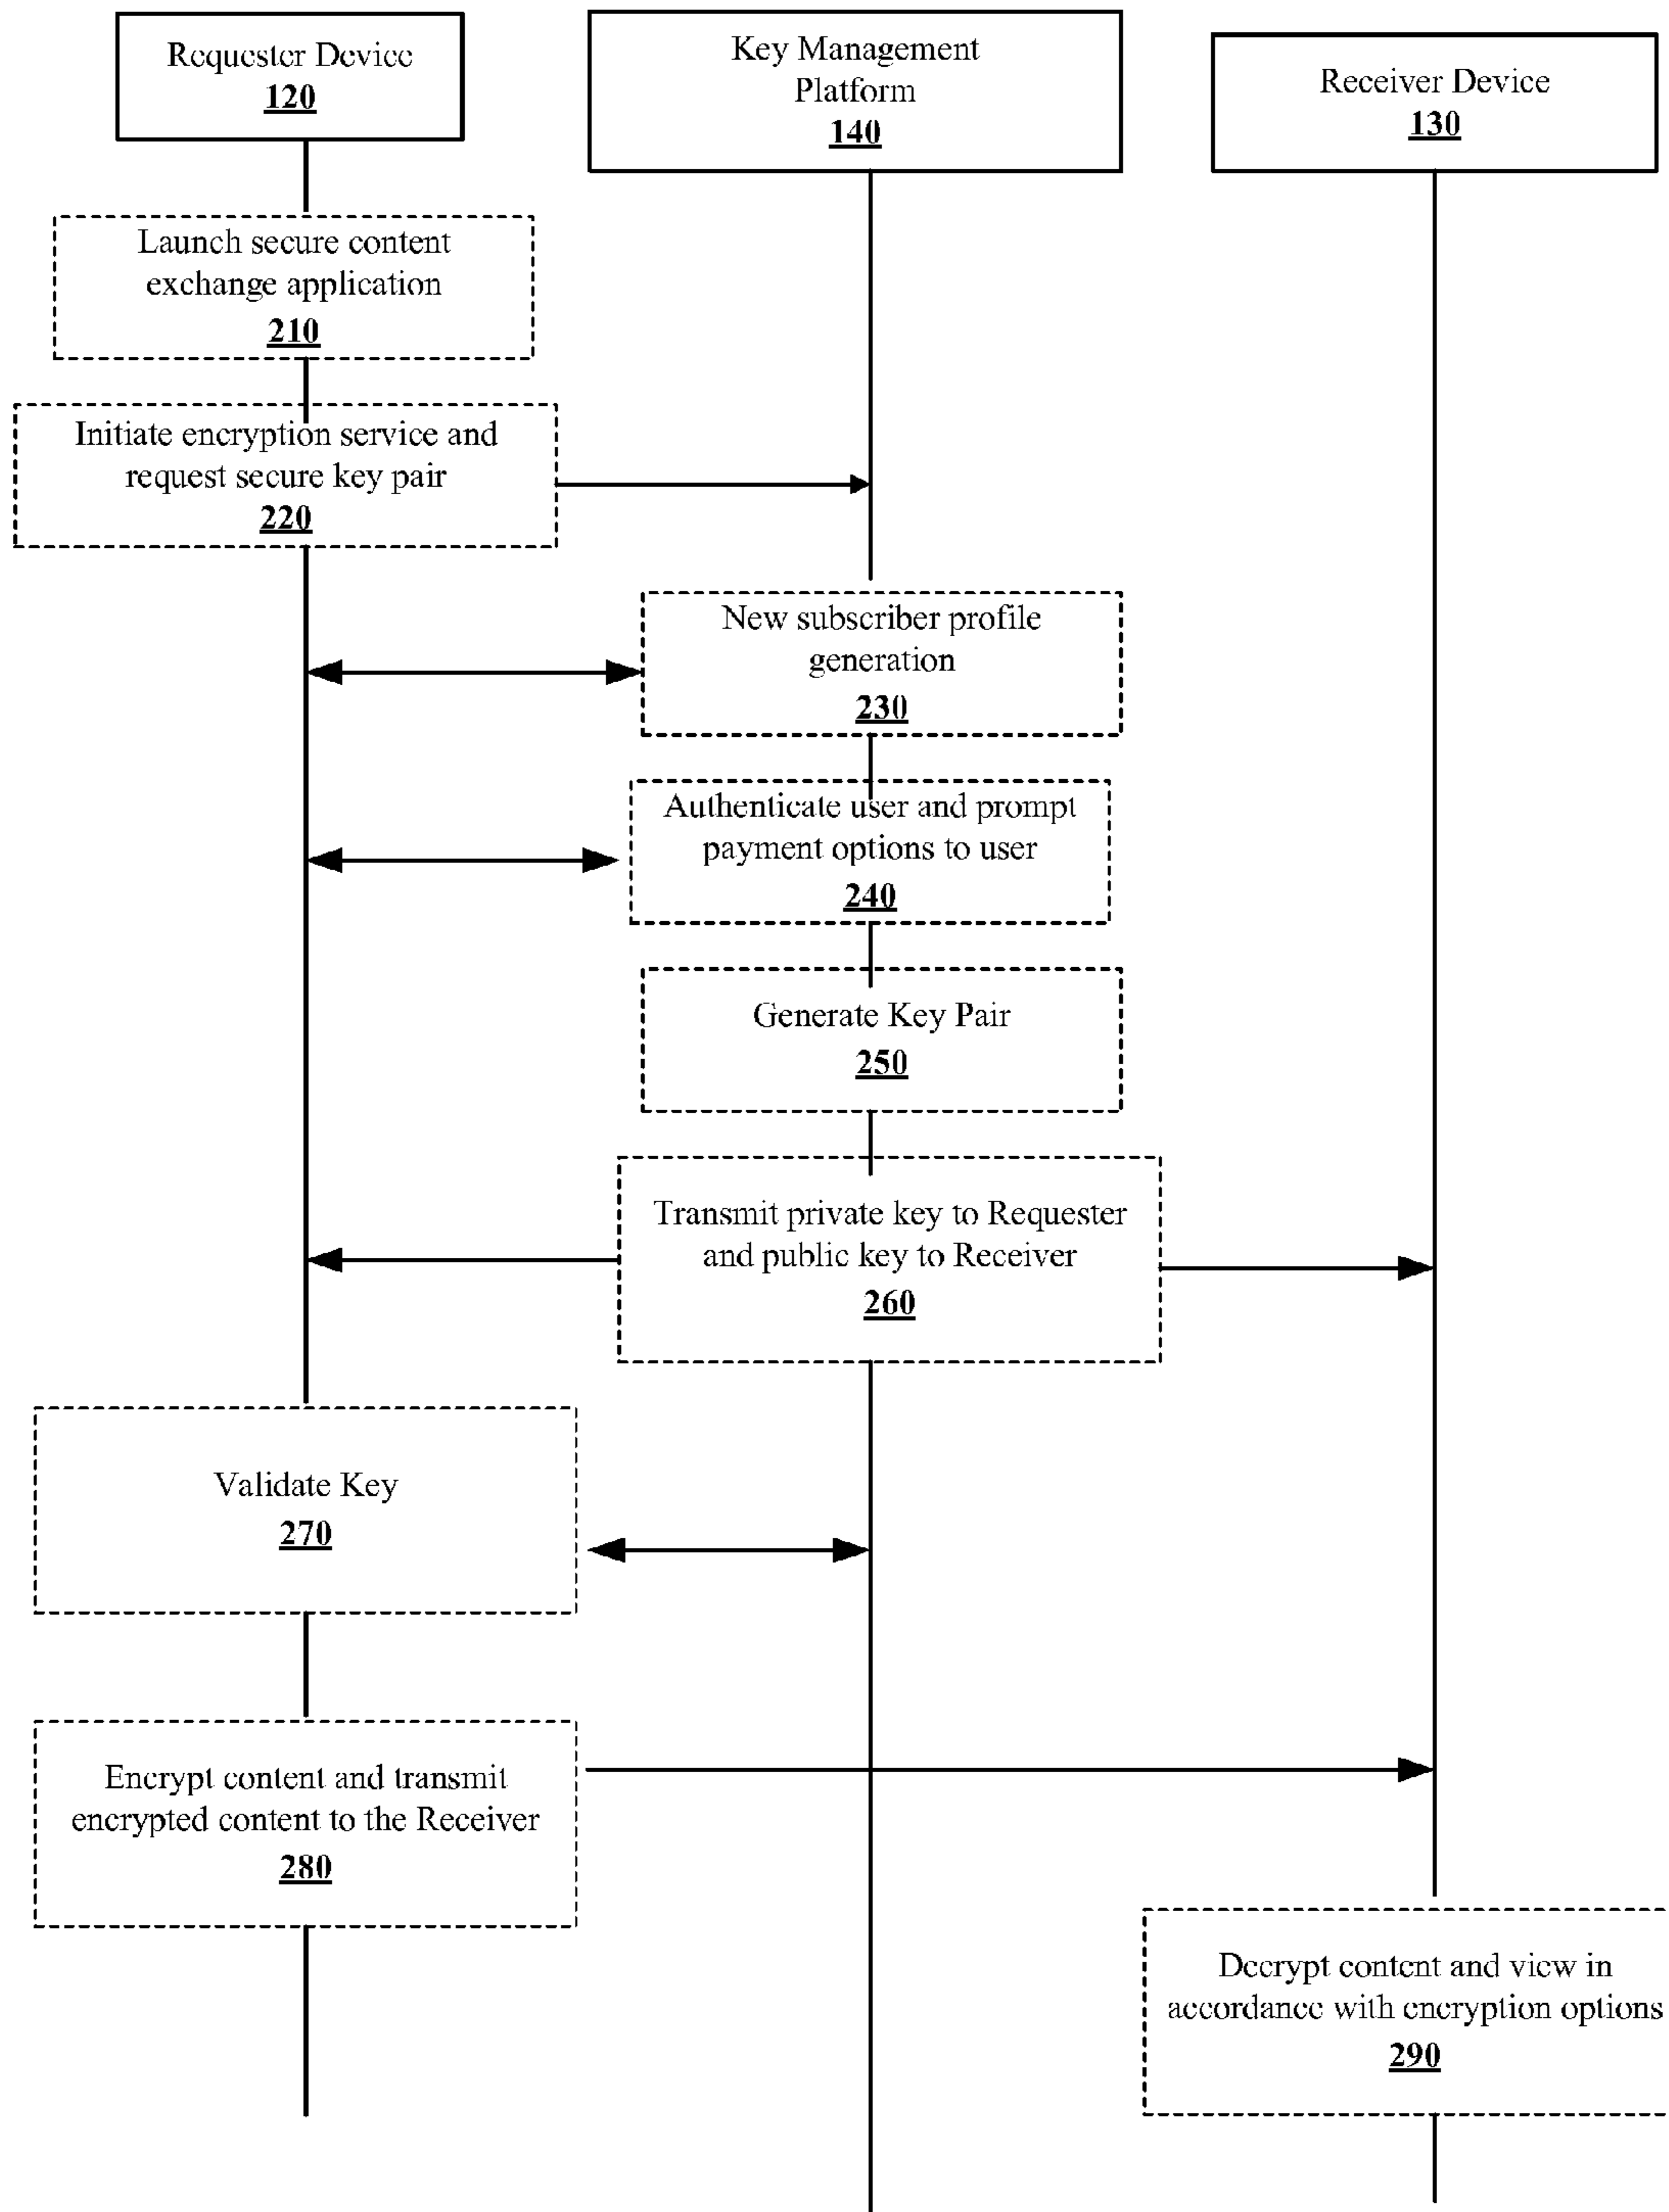 Requester Device
120
Key Management
Platform
140
Receiver Device
130
Launch secure content
exchange application
210
Initiate encryption service and
request secure key pair
220
New subscriber profile
generation
230
Authenticate user and prompt
payment options to user
240
Generate Key Pair
250
Transmit private key to Requester
and public key to Receiver
260
Validate Key
270
Encrypt content and transmit
encrypted content to the Receiver
280
Decrypt content and view in
accordance with encryption options
290